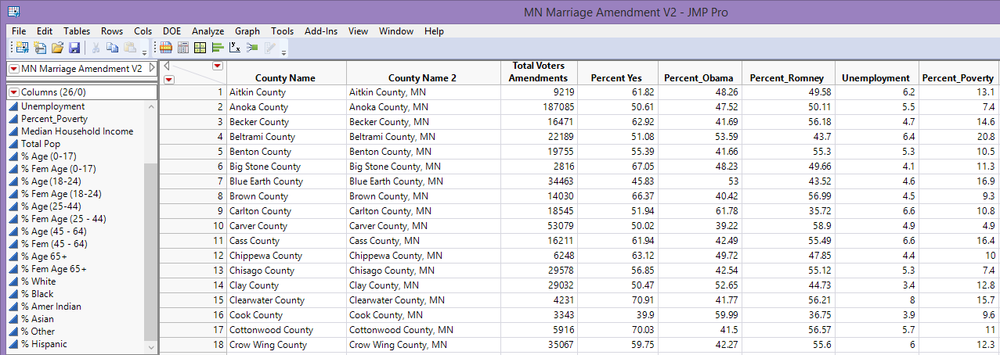 MN Marriage Amendment V2 - JMP Pro
File Edit Tables Rows Cols DOE Analyze Graph Tools Add-Ins View Window Help
MN Marriage Amendment V2
Columns (26/0)
Unemployment
Percent_Poverty
Median Household Income
Total Pop
% Age (0-17)
% Fem Age (0-17)
% Age (18-24)
% Fem Age (18-24)
% Age (25-44)
% Fem Age (25 - 44)
% Age (45 - 64)
% Fem (45 - 64)
% Age 65+
% Fem Age 65+
% White
% Black
% Amer Indian
% Asian
% Other
% Hispanic
Total Voters
County Name County Name 2 Amendments Percent Yes Percent_Obama Percent_Romney Unemployment Percent_Poverty
1 Aitkin County Aitkin County, MN 9219 61.82 48.26 49.58 6.2 13.1
2 Anoka County Anoka County, MN 187085 50.61 47.52 50.11 5.5 7.4
3 Becker County Becker County, MN 16471 62.92 41.69 56.18 4.7 14.6
4 Beltrami County Beltrami County, MN 22189 51.08 53.59 43.7 6.4 20.8
5 Benton County Benton County, MN 19755 55.39 41.66 55.3 5.3 10.5
6 Big Stone County Big Stone County, MN 2816 67.05 48.23 49.66 4.1 11.3
7 Blue Earth County Blue Earth County, MN 34463 45.83 53 43.52 4.6 16.9
8 Brown County Brown County, MN 14030 66.37 40.42 56.99 4.5 9.3
9 Carlton County Carlton County, MN 18545 51.94 61.78 35.72 6.6 10.8
10 Carver County Carver County, MN 53079 50.02 39.22 58.9 4.9 4.9
11 Cass County Cass County, MN 16211 61.94 42.49 55.49 6.6 16.4
12 Chippewa County Chippewa County, MN 6248 63.12 49.72 47.85 4.4 10
13 Chisago County Chisago County, MN 29578 56.85 42.54 55.12 5.3 7.4
14 Clay County Clay County, MN 29032 50.47 52.65 44.73 3.4 12.8
15 Clearwater County Clearwater County, MN 4231 70.91 41.77 56.21 8 15.7
16 Cook County Cook County, MN 3343 39.9 59.99 36.75 3.9 9.6
17 Cottonwood County Cottonwood County, MN 5916 70.03 41.5 56.57 5.7 11
18 Crow Wing County Crow Wing County, MN 35067 59.75 42.27 55.6 6 12.3